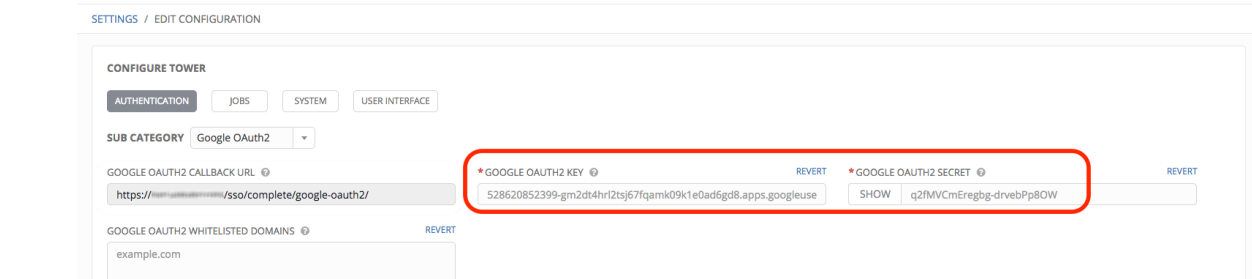 SETTINGS / EDIT CONFIGURATION
CONFIGURE TOWER
AUTHENTICATION JOBS SYSTEM USER INTERFACE
SUB CATEGORY Google OAuth2
GOOGLE OAUTH2 CALLBACK URL * GOOGLE OAUTH2 KEY REVERT * GOOGLE OAUTH2 SECRET REVERT
https:// /sso/complete/google-oauth2/ 528620852399-gm2dt4hrl2tsj67fqamk09k1e0ad6gd8.apps.googleuse SHOW q2fMVCmEregbg-drvebPp8OW
GOOGLE OAUTH2 WHITELISTED DOMAINS REVERT
example.com